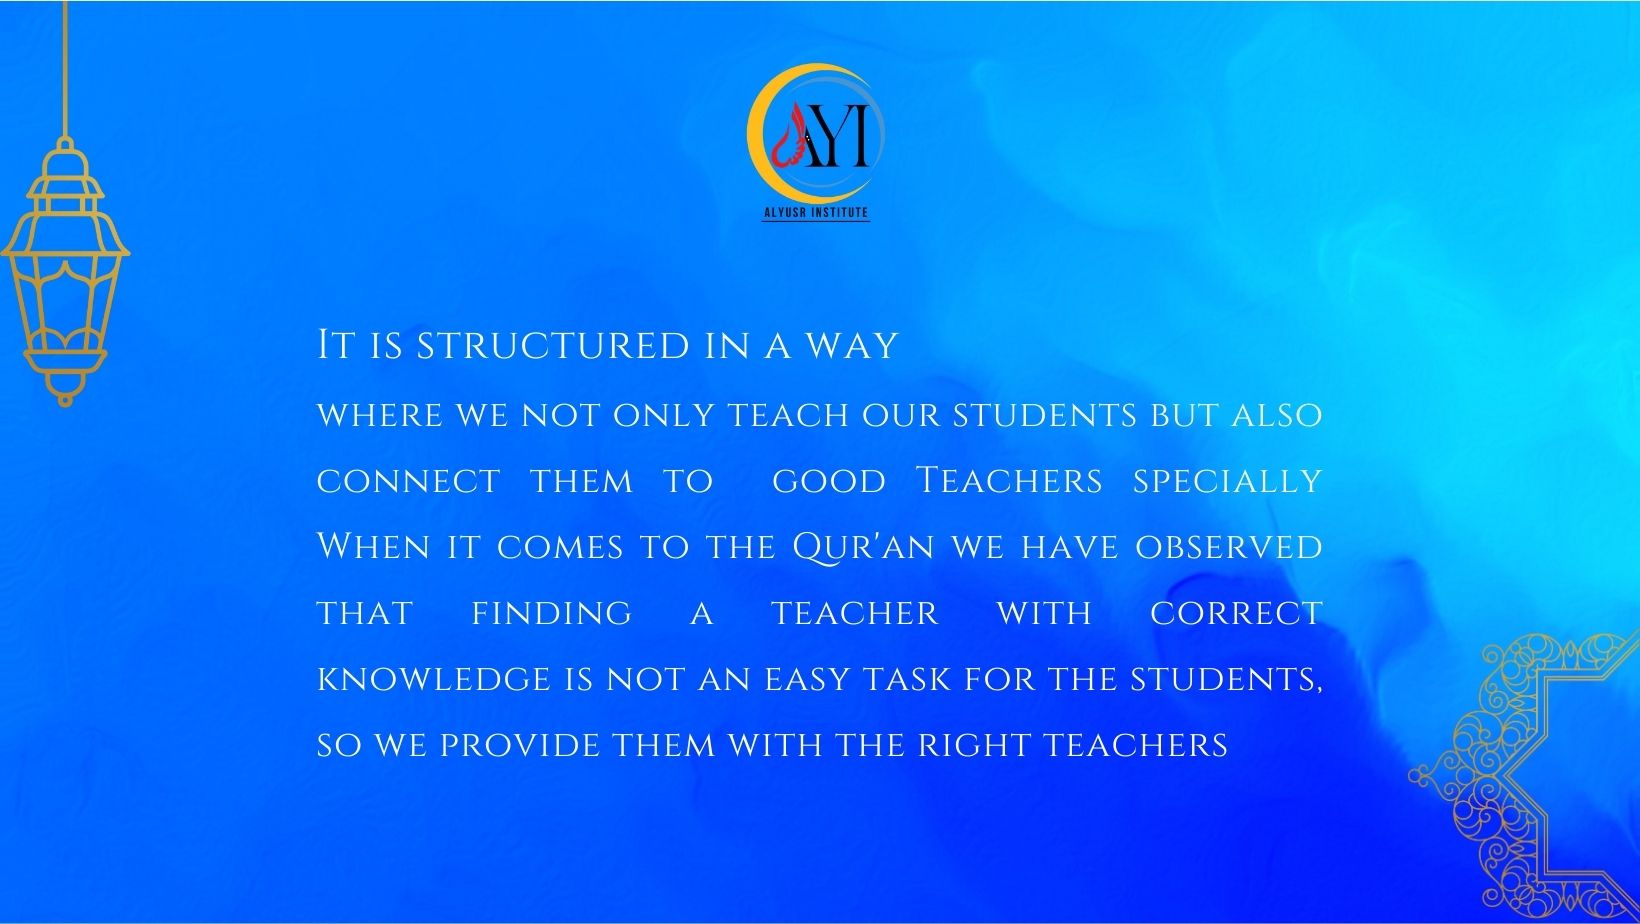 AYI
ALYUSR INSTITUTE
It is structured in a way
where we not only teach our students but also
connect them to good Teachers specially
When it comes to the Qur'an we have observed
that finding a teacher with correct
knowledge is not an easy task for the students,
so we provide them with the right teachers